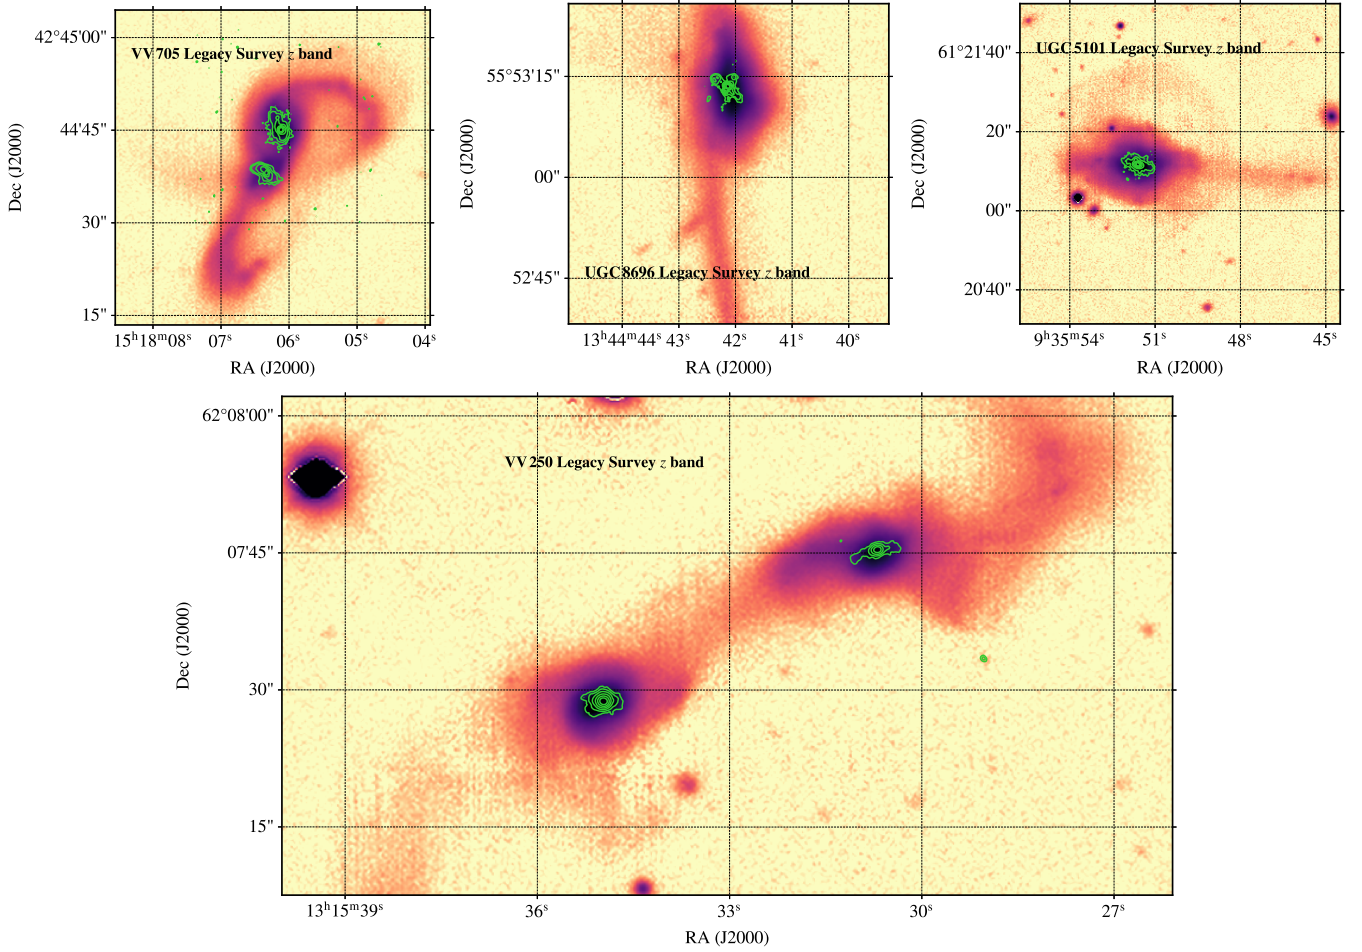 VV 705 Legacy Survey z band
42°45'00"
44'45"
30"
15"
Dec (J2000)
15ʰ18ᵐ08ˢ 07ˢ 06ˢ 05ˢ 04ˢ
RA (J2000)
UGC 8696 Legacy Survey z band
55°53'15"
00"
52'45"
Dec (J2000)
13ʰ44ᵐ44ˢ 43ˢ 42ˢ 41ˢ 40ˢ
RA (J2000)
UGC 5101 Legacy Survey z band
61°21'40"
20"
00"
20'40"
Dec (J2000)
9ʰ35ᵐ54ˢ 51ˢ 48ˢ 45ˢ
RA (J2000)
VV 250 Legacy Survey z band
62°08'00"
07'45"
30"
15"
Dec (J2000)
13ʰ15ᵐ39ˢ 36ˢ 33ˢ 30ˢ 27ˢ
RA (J2000)